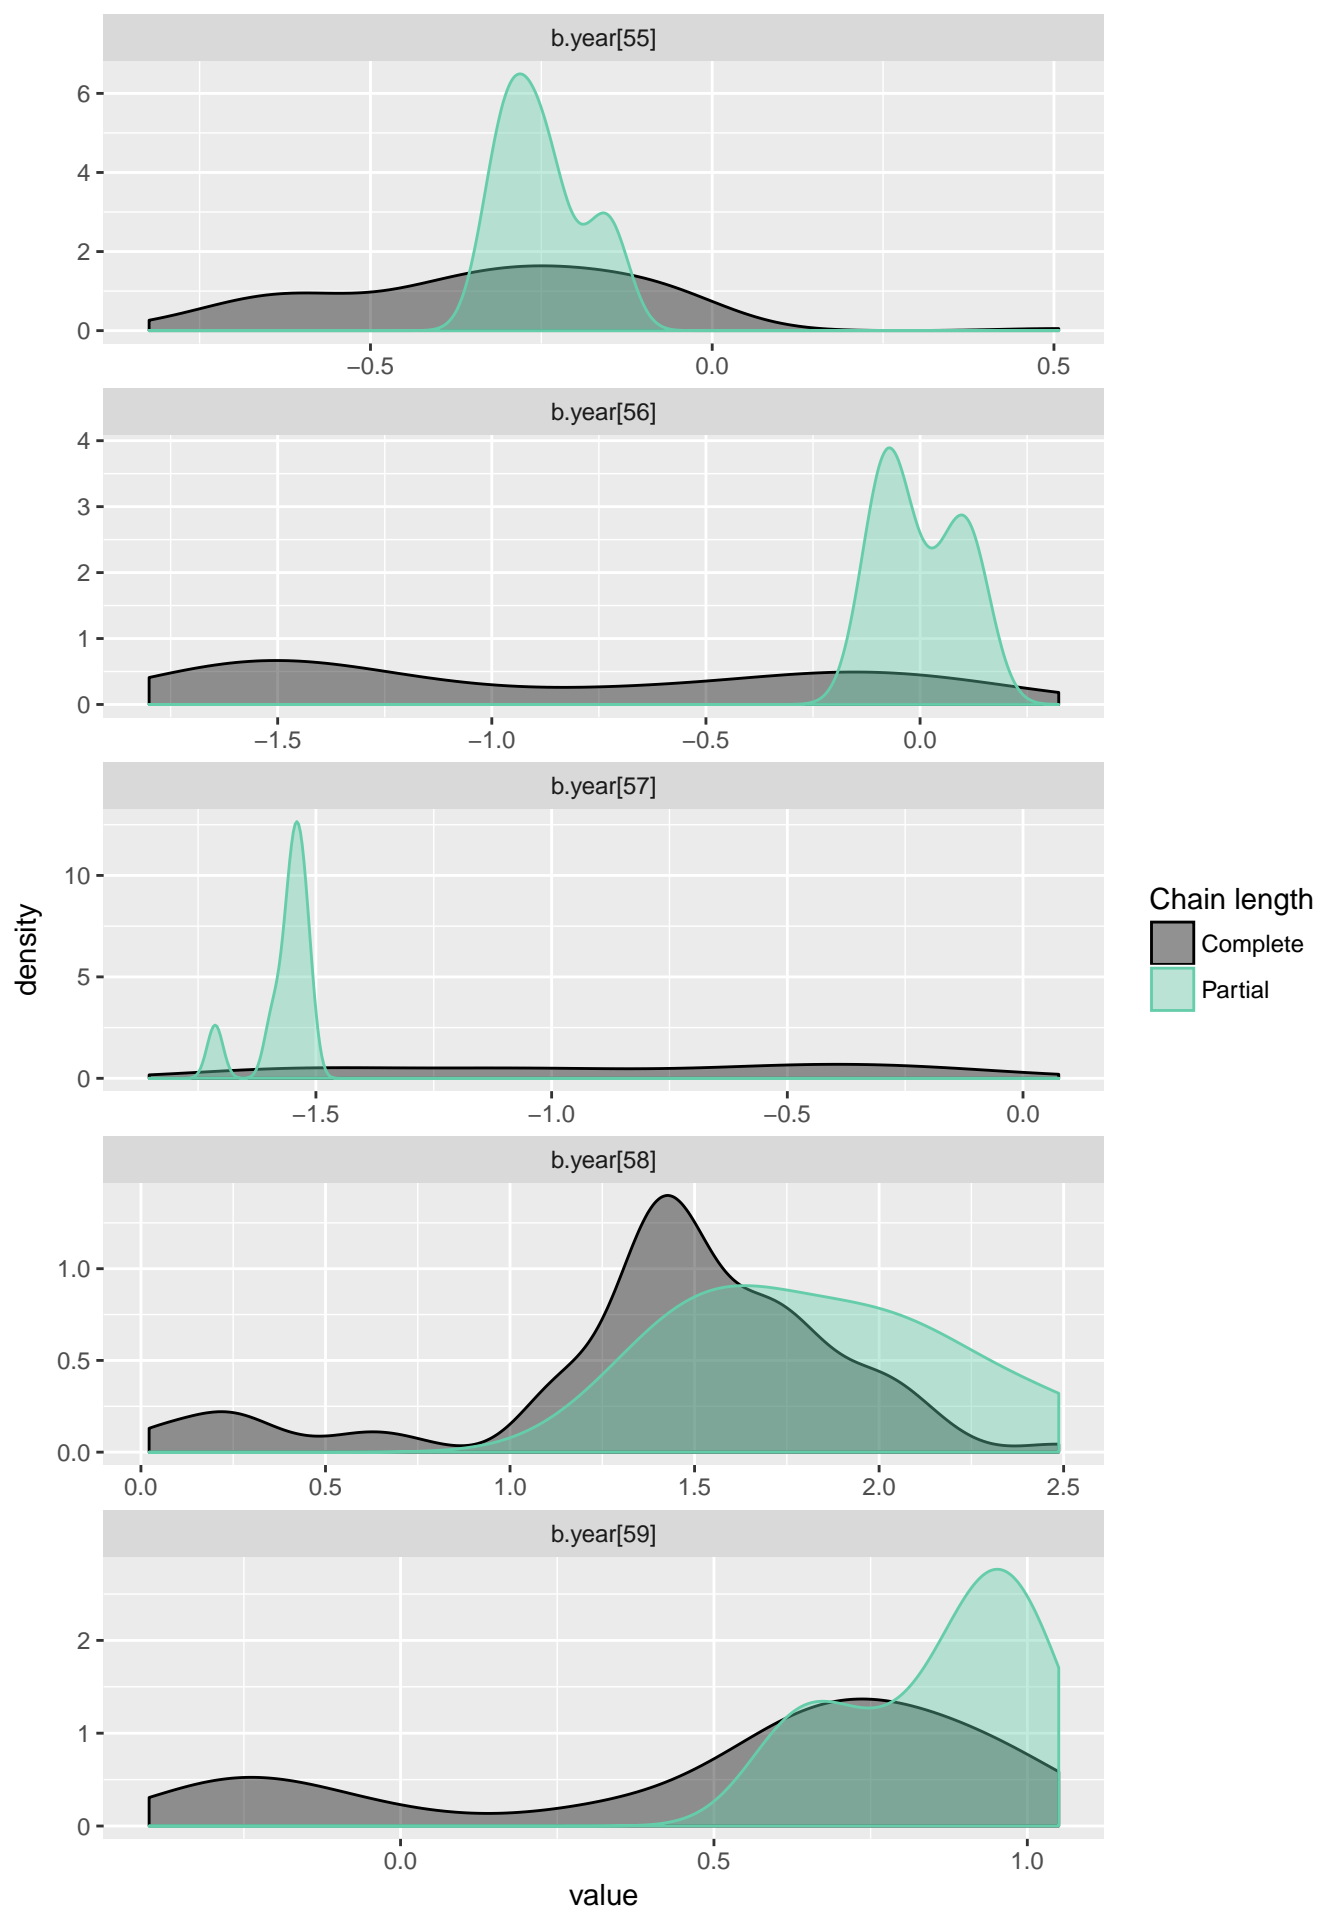 b.year[55]
6
4
2
0
−0.5 0.0 0.5
b.year[56]
4
3
2
1
0
−1.5 −1.0 −0.5 0.0
b.year[57]
10
5
0
−1.5 −1.0 −0.5 0.0
density
Chain length
Complete
Partial
b.year[58]
1.0
0.5
0.0
0.0 0.5 1.0 1.5 2.0 2.5
b.year[59]
2
1
0
0.0 0.5 1.0
value